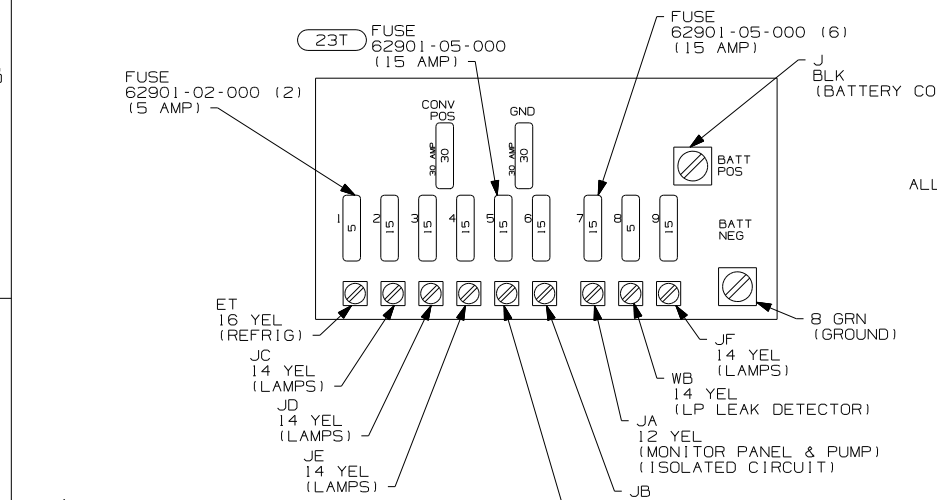 23T
FUSE
62901-05-000
(15 AMP)
FUSE
62901-05-000 (6)
(15 AMP)
J
BLK
(BATTERY CO
FUSE
62901-02-000 (2)
(5 AMP)
CONV
POS
GND
30 AMP
30
30 AMP
30
BATT
POS
ALL
1
5
2
15
3
15
4
15
5
15
6
15
7
15
8
5
9
15
BATT
NEG
ET
16 YEL
(REFRIG)
8 GRN
(GROUND)
JC
14 YEL
(LAMPS)
JF
14 YEL
(LAMPS)
JD
14 YEL
(LAMPS)
WB
14 YEL
(LP LEAK DETECTOR)
JE
14 YEL
(LAMPS)
JA
12 YEL
(MONITOR PANEL & PUMP)
(ISOLATED CIRCUIT)
JB